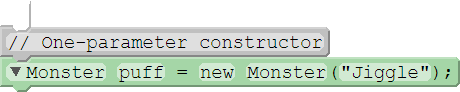 // One-parameter constructor
▼Monster puff = new Monster("Jiggle");